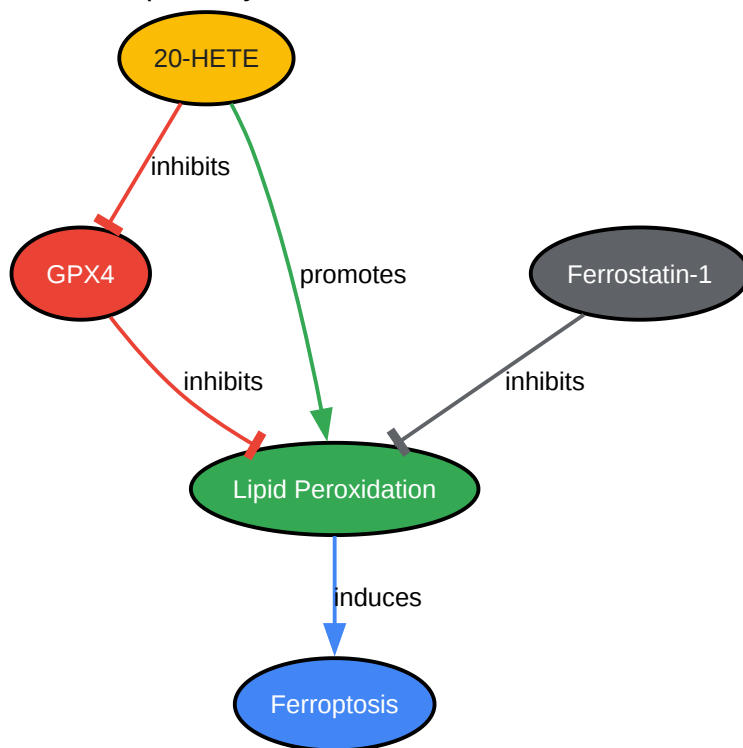 20-HETE
inhibits
GPX4
promotes
Ferrostatin-1
inhibits
inhibits
Lipid Peroxidation
induces
Ferroptosis